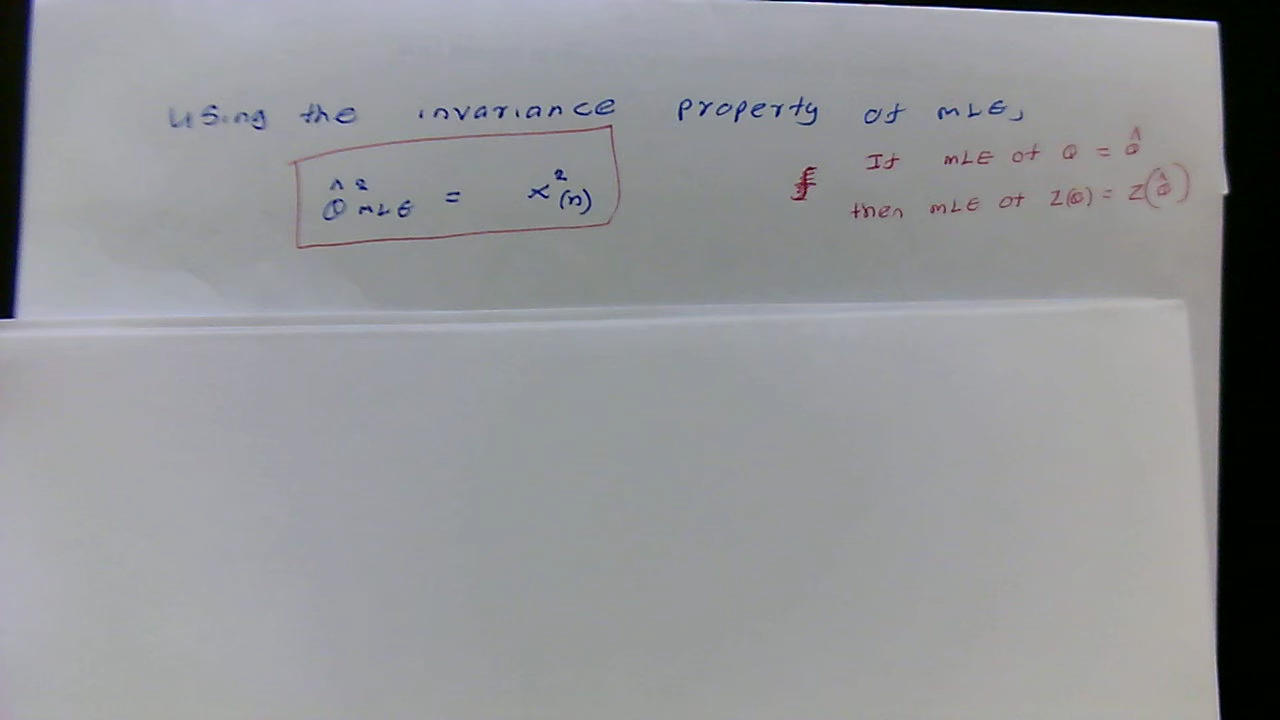 using the invariance property of MLE,
θ̂²MLE = x²(n)
If MLE of θ = θ̂
then MLE of Z(θ) = Z(θ̂)